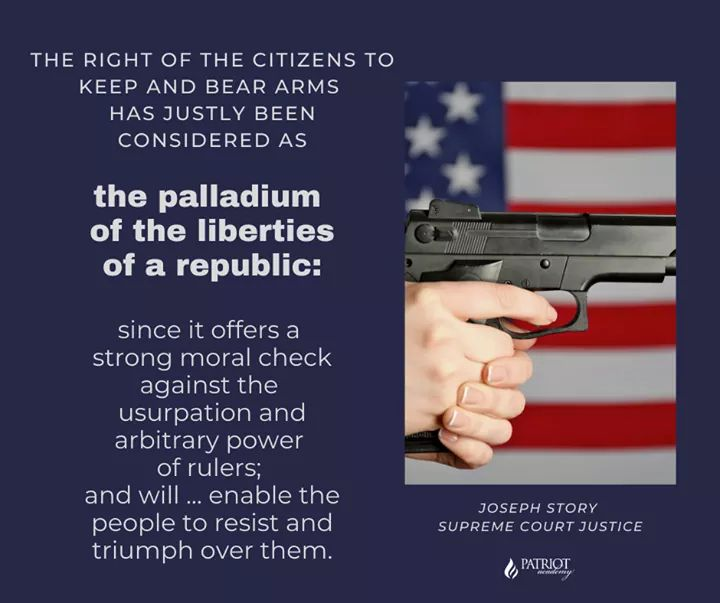 THE RIGHT OF THE CITIZENS TO
KEEP AND BEAR ARMS
HAS JUSTLY BEEN
CONSIDERED AS
the palladium
of the liberties
of a republic:
since it offers a
strong moral check
against the
usurpation and
arbitrary power
of rulers;
and will ... enable the
people to resist and
triumph over them.
JOSEPH STORY
SUPREME COURT JUSTICE
PATRIOT
academy